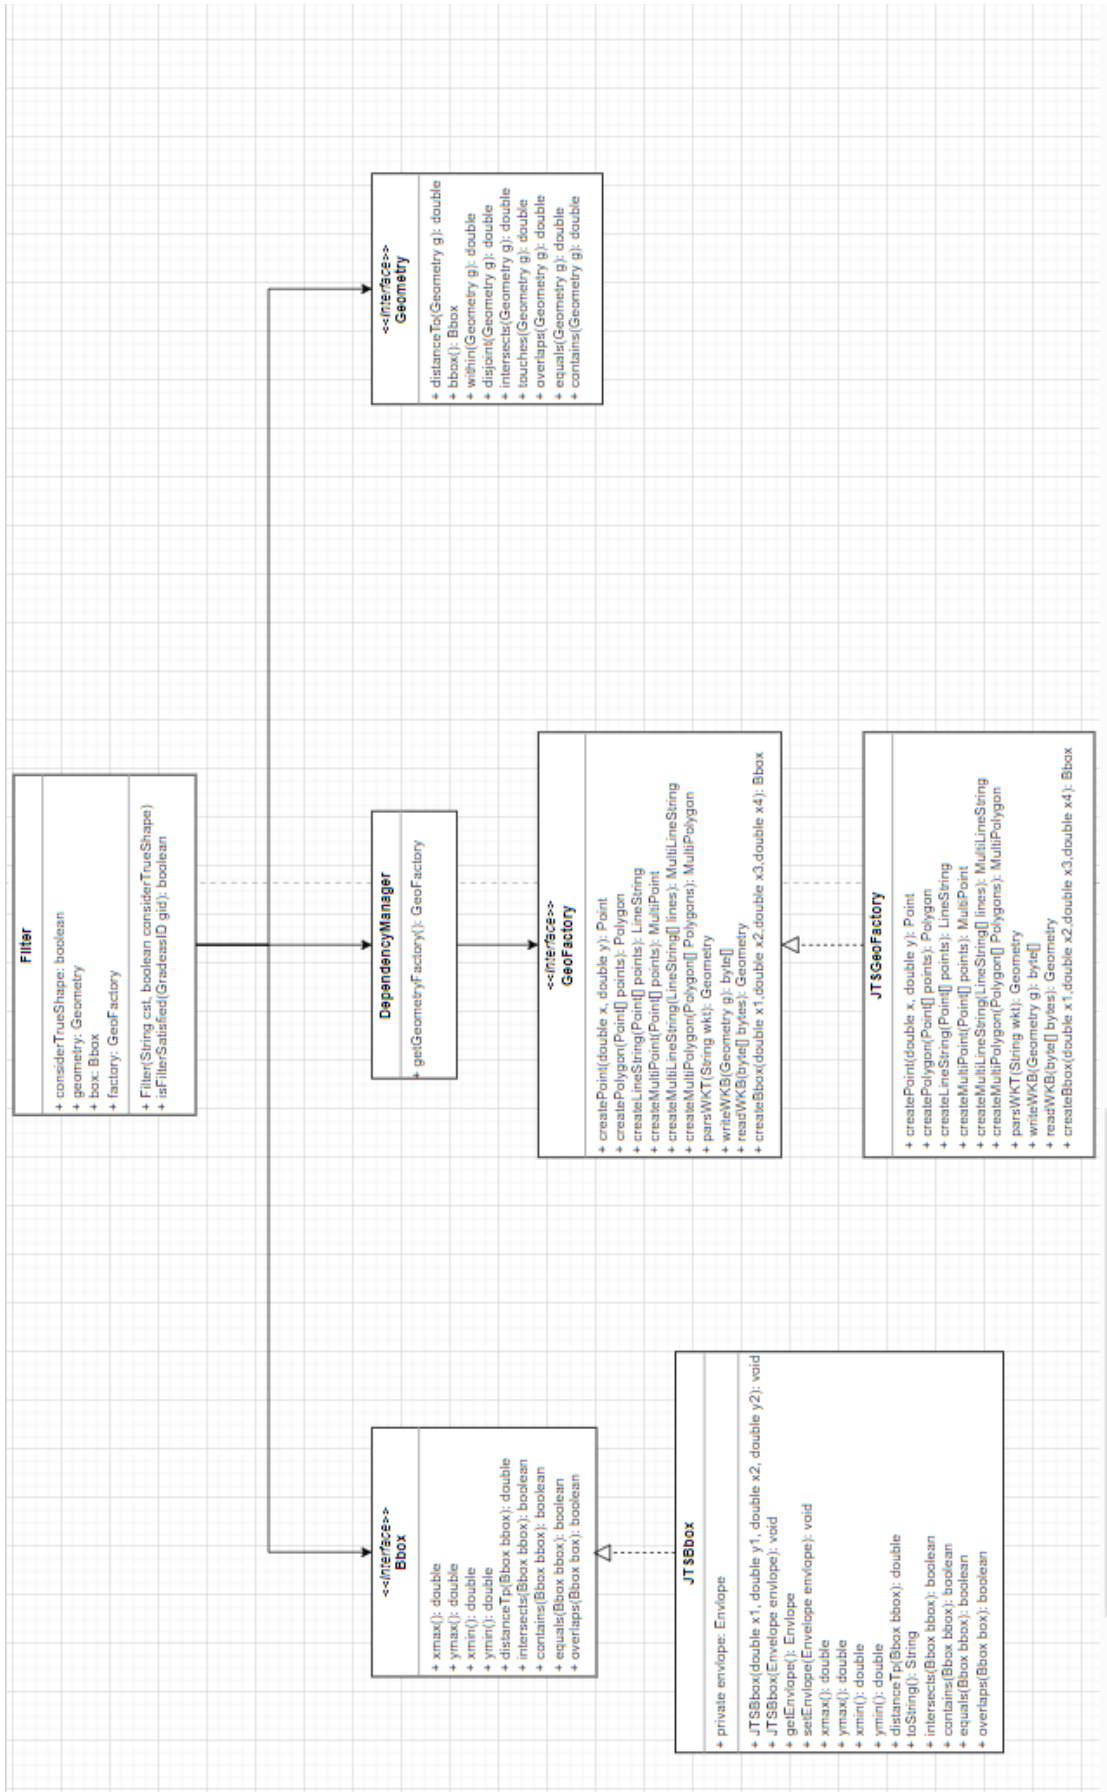 Filter
+ considerTrueShape: boolean
+ geometry: Geometry
+ box: Bbox
+ factory: GeoFactory
+ Filter(String cst, boolean considerTrueShape)
+ isFilterSatisfied(GradeasID gid): boolean
<<Interface>>
Bbox
+ xmax(): double
+ ymax(): double
+ xmin(): double
+ ymin(): double
+ distanceTp(Bbox bbox): double
+ intersects(Bbox bbox): boolean
+ contains(Bbox bbox): boolean
+ equals(Bbox bbox): boolean
+ overlaps(Bbox box): boolean
DependencyManager
+ getGeometryFactory(): GeoFactory
<<Interface>>
Geometry
+ distanceTo(Geometry g): double
+ bbox(): Bbox
+ within(Geometry g): double
+ disjoint(Geometry g): double
+ intersects(Geometry g): double
+ touches(Geometry g): double
+ overlaps(Geometry g): double
+ equals(Geometry g): double
+ contains(Geometry g): double
<<Interface>>
GeoFactory
+ createPoint(double x, double y): Point
+ createPolygon(Point[] points): Polygon
+ createLineString(Point[] points): LineString
+ createMultiPoint(Point[] points): MultiPoint
+ createMultiLineString(LineString[] lines): MultiLineString
+ createMultiPolygon(Polygon[] Polygons): MultiPolygon
+ parsWKT(String wkt): Geometry
+ writeWKB(Geometry g): byte[]
+ readWKB(byte[] bytes): Geometry
+ createBbox(double x1,double x2,double x3,double x4): Bbox
JTSBbox
+ private envlope: Envlope
+ JTSBbox(double x1, double y1, double x2, double y2): void
+ JTSBbox(Envelope envelope): void
+ getEnvlope(): Envlope
+ setEnvlope(Envelope envlope): void
+ xmax(): double
+ ymax(): double
+ xmin(): double
+ ymin(): double
+ distanceTp(Bbox bbox): double
+ toString(): String
+ intersects(Bbox bbox): boolean
+ contains(Bbox bbox): boolean
+ equals(Bbox bbox): boolean
+ overlaps(Bbox box): boolean
JTSGeoFactory
+ createPoint(double x, doble y): Point
+ createPolygon(Point[] points): Polygon
+ createLineString(Point[] points): LineString
+ createMultiPoint(Point[] points): MultiPoint
+ createMultiLineString(LineString[] lines): MultiLineString
+ createMultiPolygon(Polygon[] Polygons): MultiPolygon
+ parsWKT(String wkt): Geometry
+ writeWKB(Geometry g): byte[]
+ readWKB(byte[] bytes): Geometry
+ createBbox(double x1,double x2,double x3,double x4): Bbox